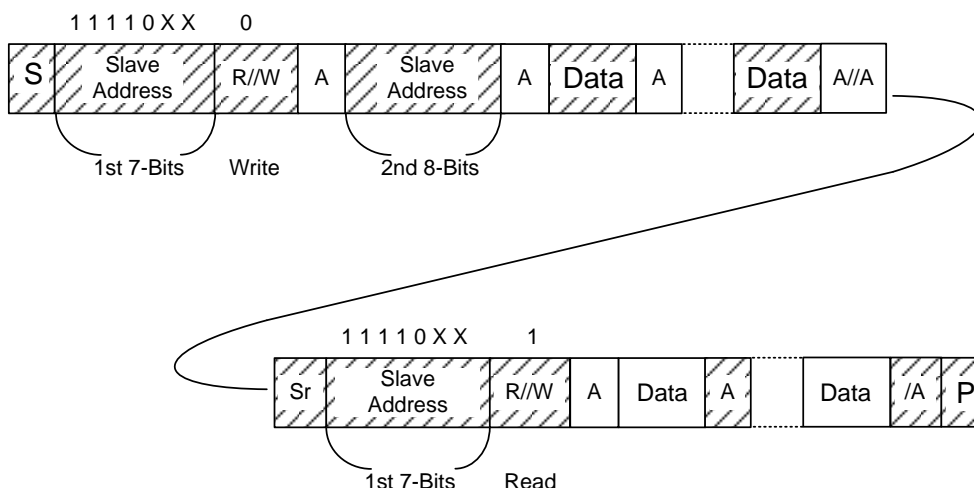 1 1 1 1 0 X X 0
S Slave Address R//W A Slave Address A Data A Data A//A
1st 7-Bits Write 2nd 8-Bits
1 1 1 1 0 X X 1
Sr Slave Address R//W A Data A Data /A P
1st 7-Bits Read